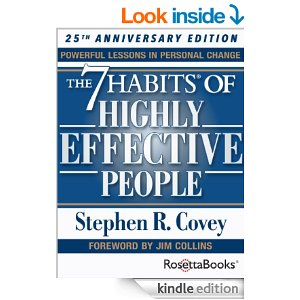 Look inside
25TH ANNIVERSARY EDITION
POWERFUL LESSONS IN PERSONAL CHANGE
THE 7 HABITS® OF
HIGHLY
EFFECTIVE
PEOPLE
Stephen R. Covey
FOREWORD BY JIM COLLINS
RosettaBooks®
kindle edition